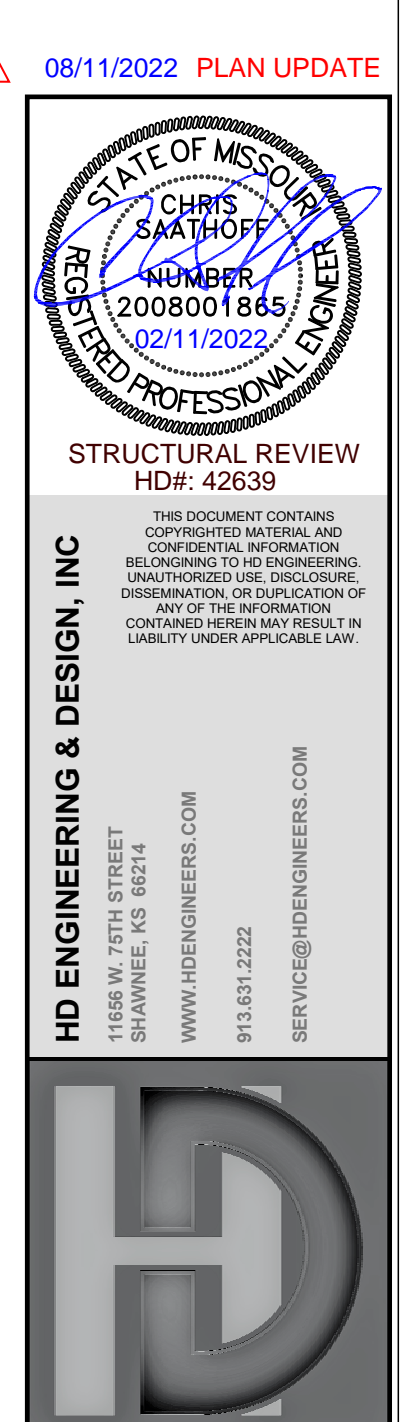 08/11/2022 PLAN UPDATE
STATE OF MISSOURI
CHRIS
SAATHOFF
NUMBER
2008001865
02/11/2022
REGISTERED PROFESSIONAL ENGINEER
STRUCTURAL REVIEW
HD#: 42639
THIS DOCUMENT CONTAINS
COPYRIGHTED MATERIAL AND
CONFIDENTIAL INFORMATION
BELONGINING TO HD ENGINEERING.
UNAUTHORIZED USE, DISCLOSURE,
DISSEMINATION, OR DUPLICATION OF
ANY OF THE INFORMATION
CONTAINED HEREIN MAY RESULT IN
LIABILITY UNDER APPLICABLE LAW.
HD ENGINEERING & DESIGN, INC
11656 W. 75TH STREET
SHAWNEE, KS 66214
WWW.HDENGINEERS.COM
913.631.2222
SERVICE@HDENGINEERS.COM
HD